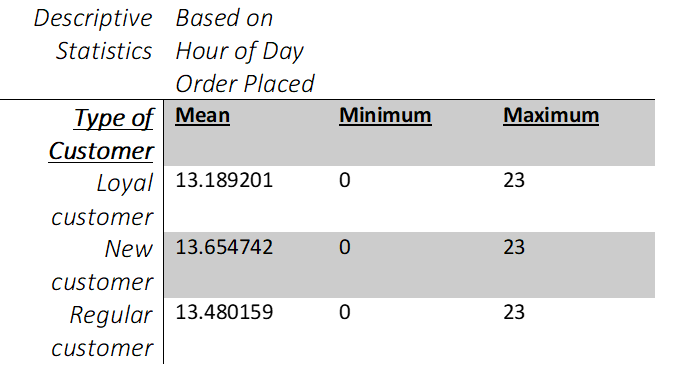 Descriptive Based on
Statistics Hour of Day
Order Placed
Type of Mean Minimum Maximum
Customer
Loyal 13.189201 0 23
customer
New 13.654742 0 23
customer
Regular 13.480159 0 23
customer